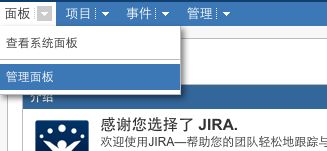 面板 项目 事件 管理
查看系统面板
管理面板
介绍
感谢您选择了 JIRA.
欢迎使用JIRA—帮助您的团队轻松地跟踪与